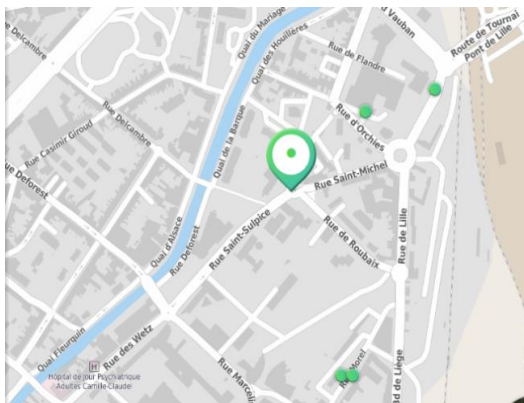 Rue Delcambre
Quai du Mariage
Quai des Houillères
d Vauban
Route de Tournai
Pont de Lille
Rue de Flandre
Rue Delcambre
Rue Casimir Giroud
Quai de la Barque
Rue d'Orchies
Rue Saint-Michel
Rue Deforest
Quai d'Alsace
Rue Deforest
Rue Saint-Sulpice
Rue de Roubaix
Rue de Lille
Quai Fleurquin
Rue des Wetz
H
Hôpital de Jour Psychiatrique
Adultes Camille-Claudel
Rue Marceli
Morel
d de Liège